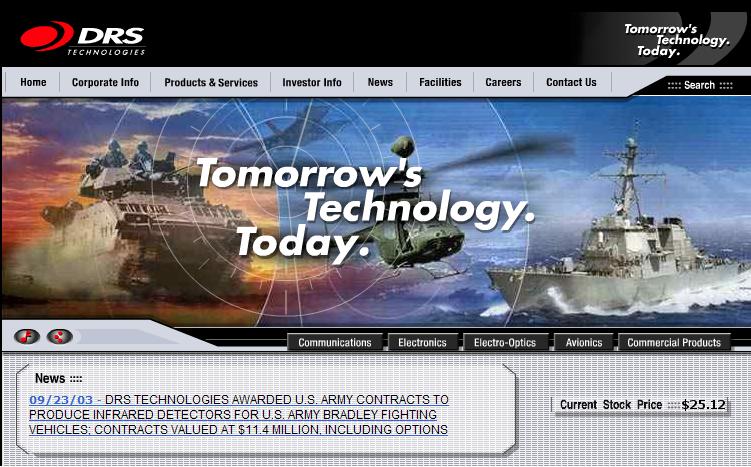 DRS
TECHNOLOGIES
Tomorrow's
Technology.
Today.
Home Corporate Info Products & Services Investor Info News Facilities Careers Contact Us :::: Search ::::
Tomorrow's
Technology.
Today.
Communications Electronics Electro-Optics Avionics Commercial Products
News ::::
09/23/03 - DRS TECHNOLOGIES AWARDED U.S. ARMY CONTRACTS TO
PRODUCE INFRARED DETECTORS FOR U.S. ARMY BRADLEY FIGHTING
VEHICLES; CONTRACTS VALUED AT $11.4 MILLION, INCLUDING OPTIONS
Current Stock Price ::::$25.12